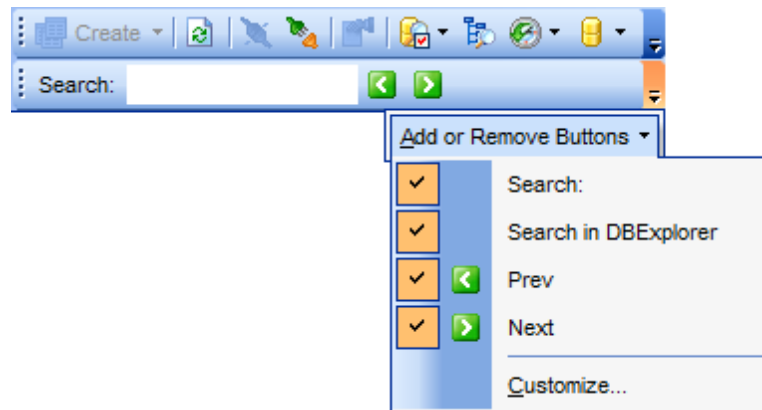 Create
Search:
Add or Remove Buttons
Search:
Search in DBExplorer
Prev
Next
Customize...